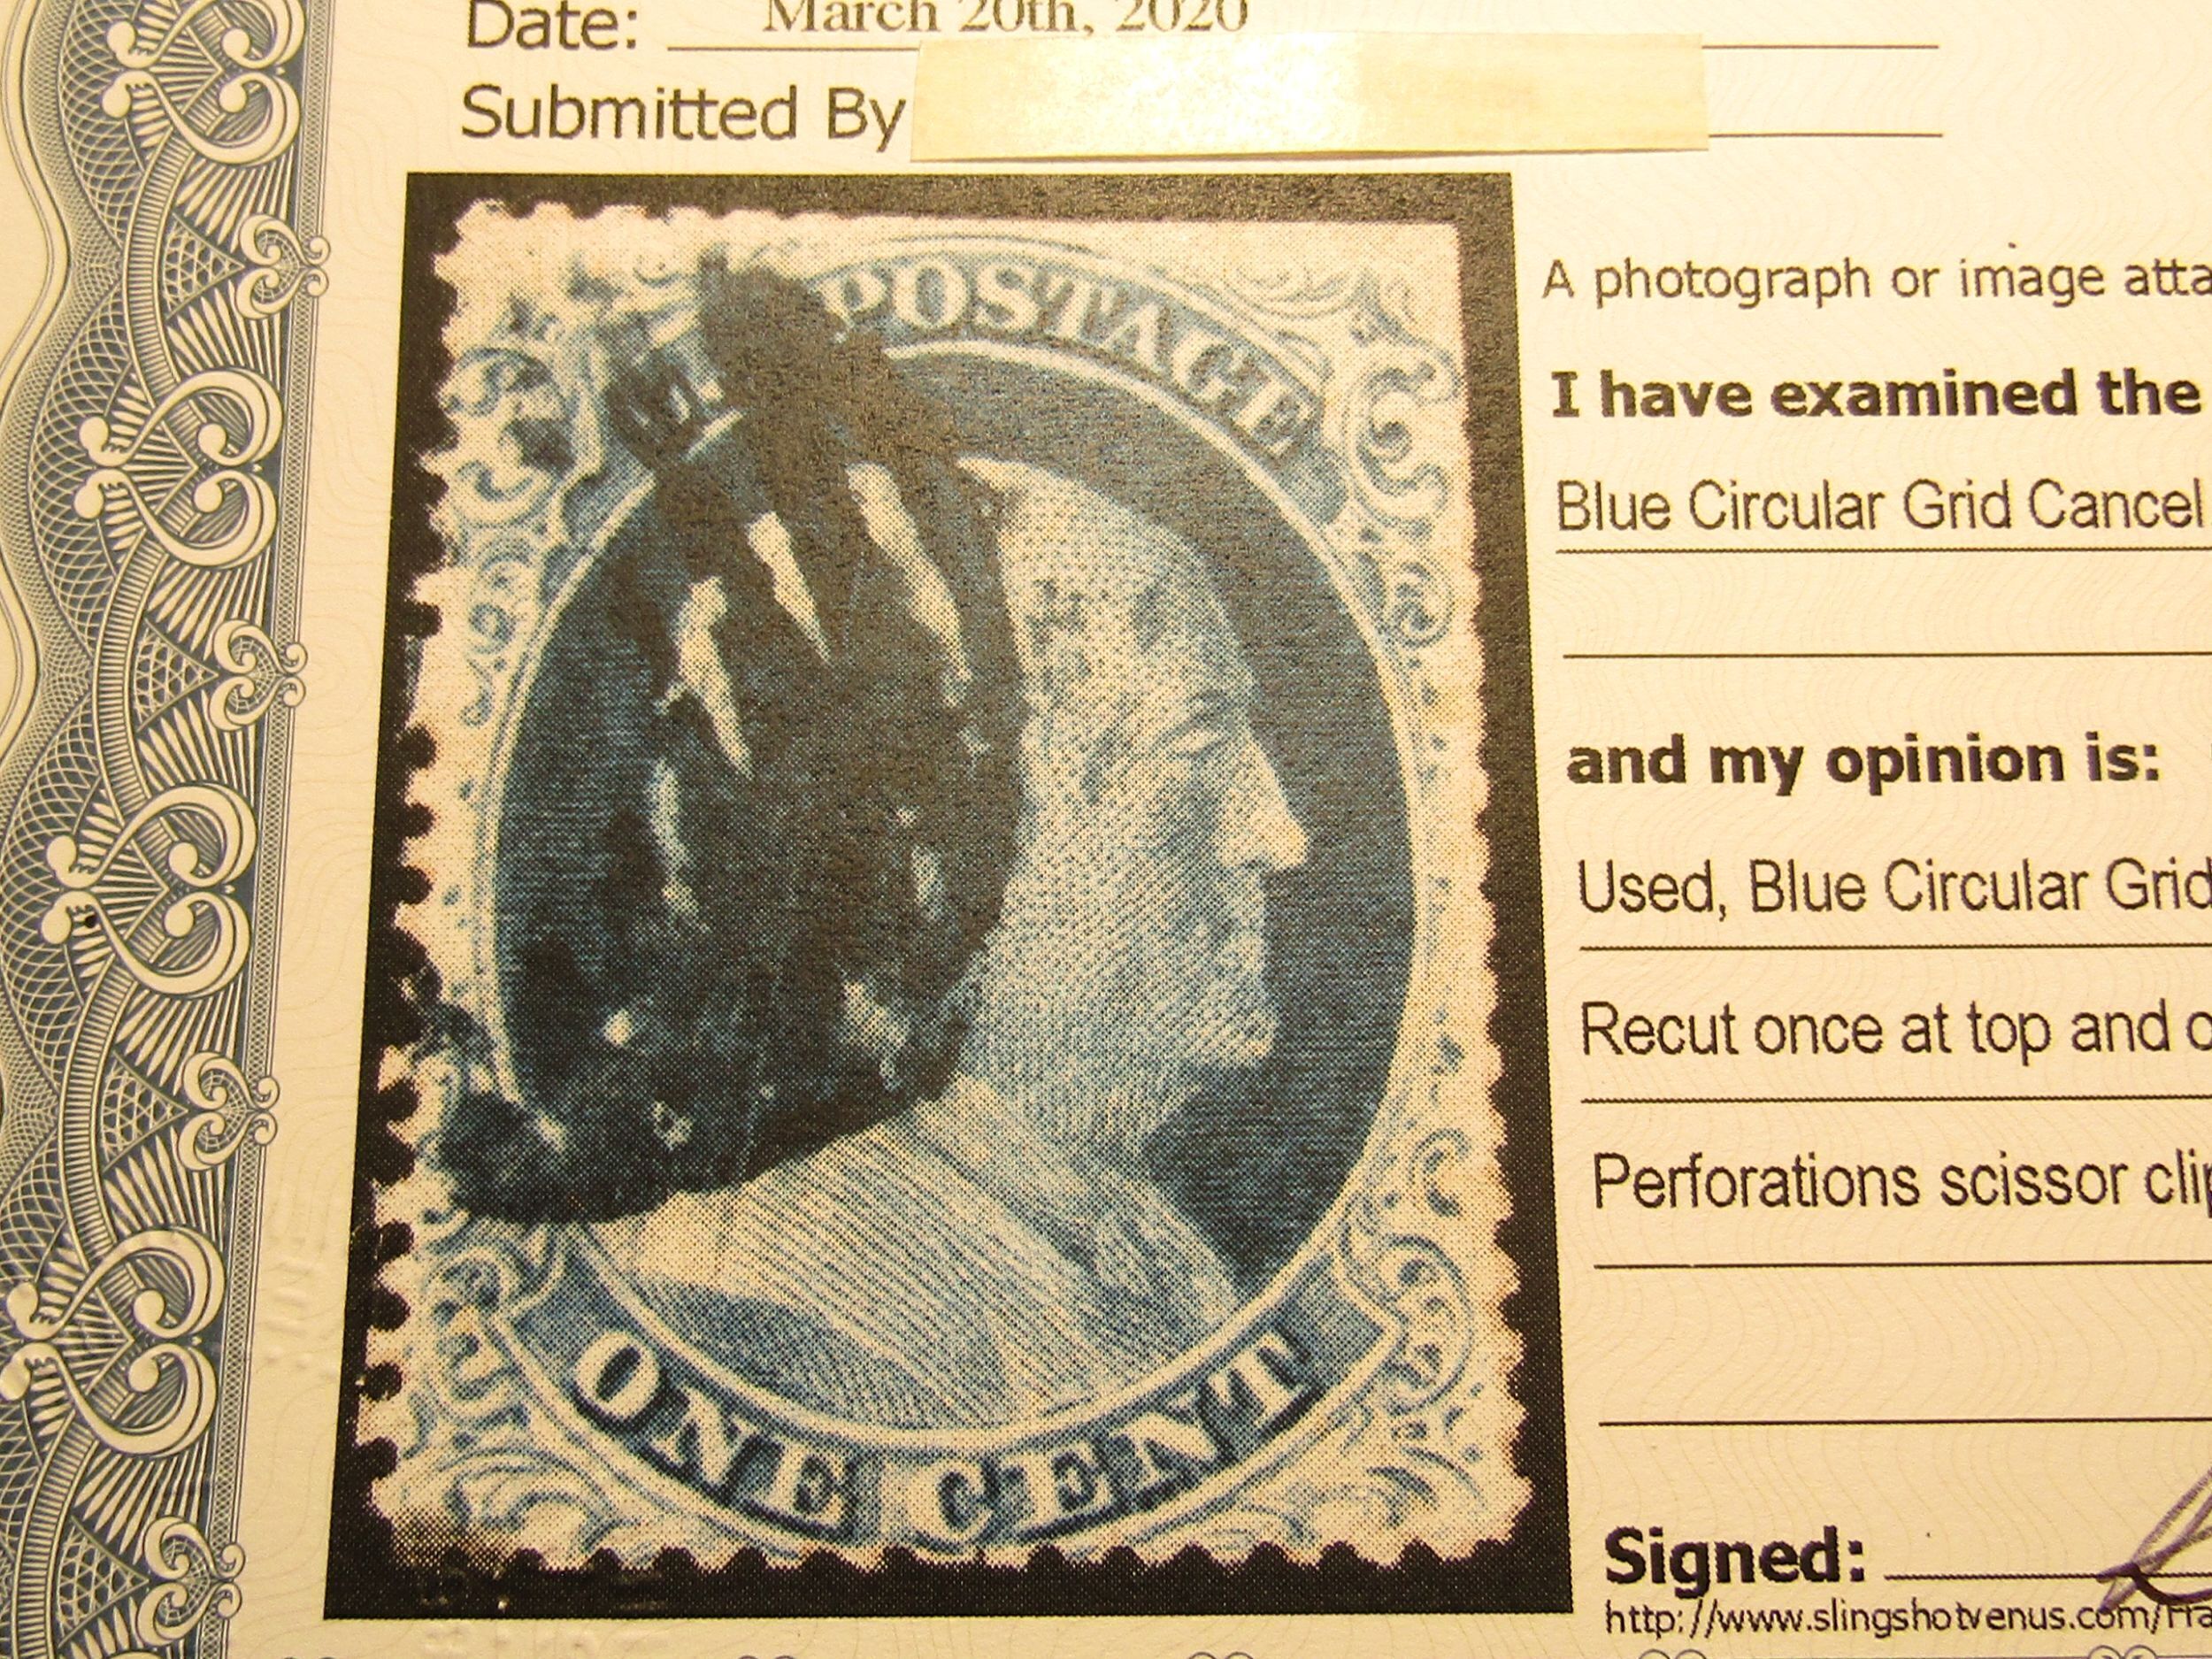 Date: March 20th, 2020
Submitted By
POSTAGE
ONE CENT
A photograph or image atta
I have examined the
Blue Circular Grid Cancel
and my opinion is:
Used, Blue Circular Grid
Recut once at top and o
Perforations scissor clip
Signed:
http://www.slingshotvenus.com/Fra